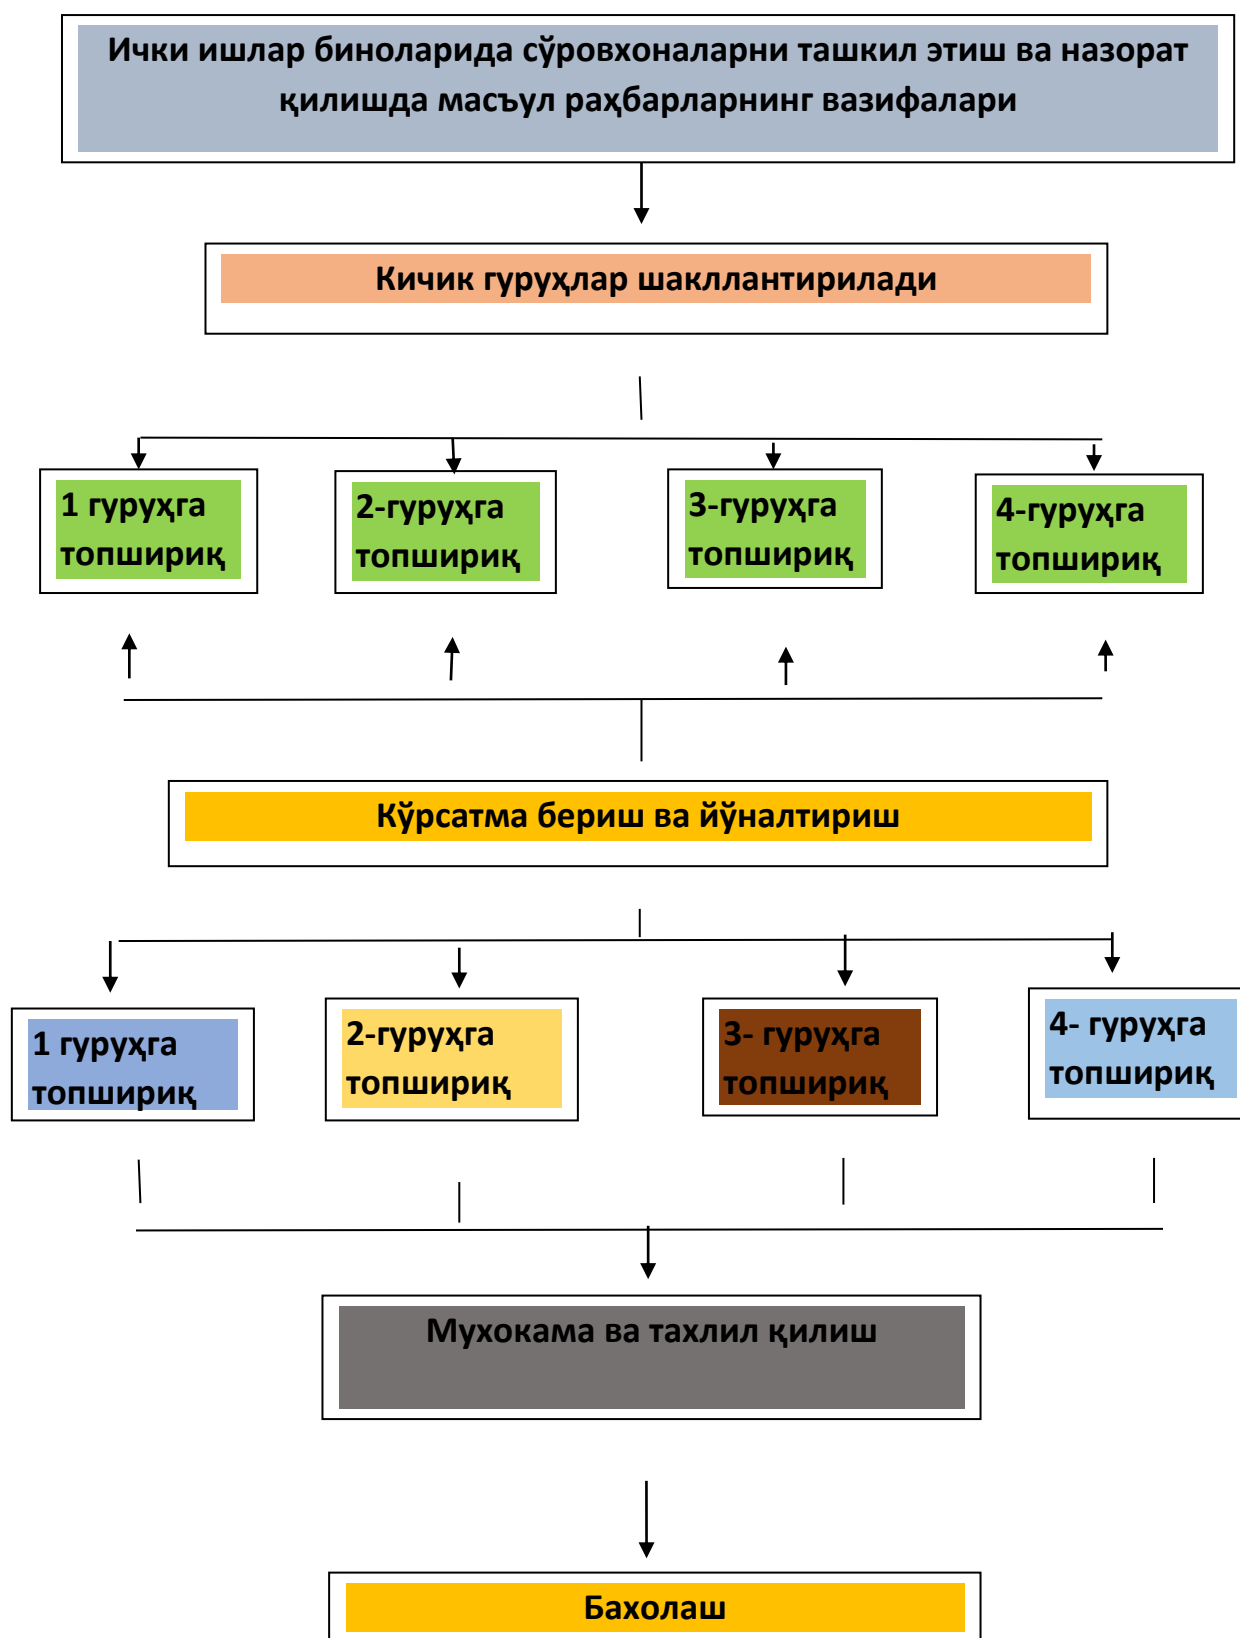 Ички ишлар биноларида сўровхоналарни ташкил этиш ва назорат
қилишда масъул раҳбарларнинг вазифалари
Кичик гуруҳлар шакллантирилади
1 гуруҳга
топшириқ
2-гуруҳга
топшириқ
3-гуруҳга
топшириқ
4-гуруҳга
топшириқ
Кўрсатма бериш ва йўналтириш
1 гуруҳга
топшириқ
2-гуруҳга
топшириқ
3- гуруҳга
топшириқ
4- гуруҳга
топшириқ
Мухокама ва тахлил қилиш
Бахолаш